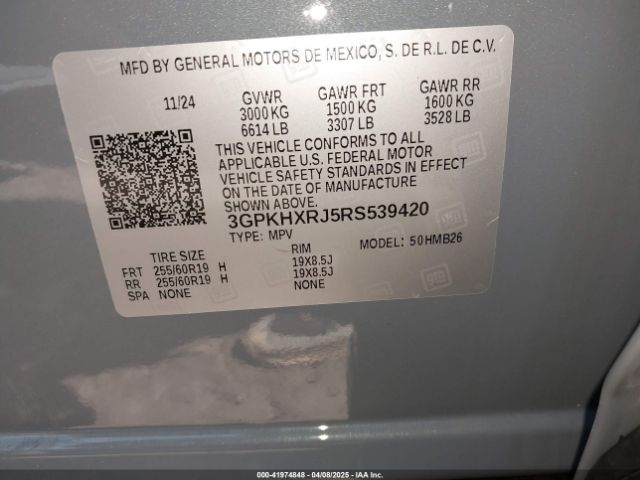 MFD BY GENERAL MOTORS DE MEXICO, S. DE R.L. DE C.V.
11/24 GVWR GAWR FRT GAWR RR
3000 KG 1500 KG 1600 KG
6614 LB 3307 LB 3528 LB
THIS VEHICLE CONFORMS TO ALL
APPLICABLE U.S. FEDERAL MOTOR
VEHICLE SAFETY STANDARDS IN EFFECT
ON THE DATE OF MANUFACTURE
SHOWN ABOVE.
3GPKHXRJ5RS539420
TYPE: MPV MODEL: 50HMB26
TIRE SIZE RIM
FRT 255/60R19 H 19X8.5J
RR 255/60R19 H 19X8.5J
SPA NONE NONE
000-41974848 - 04/08/2025 - IAA Inc.